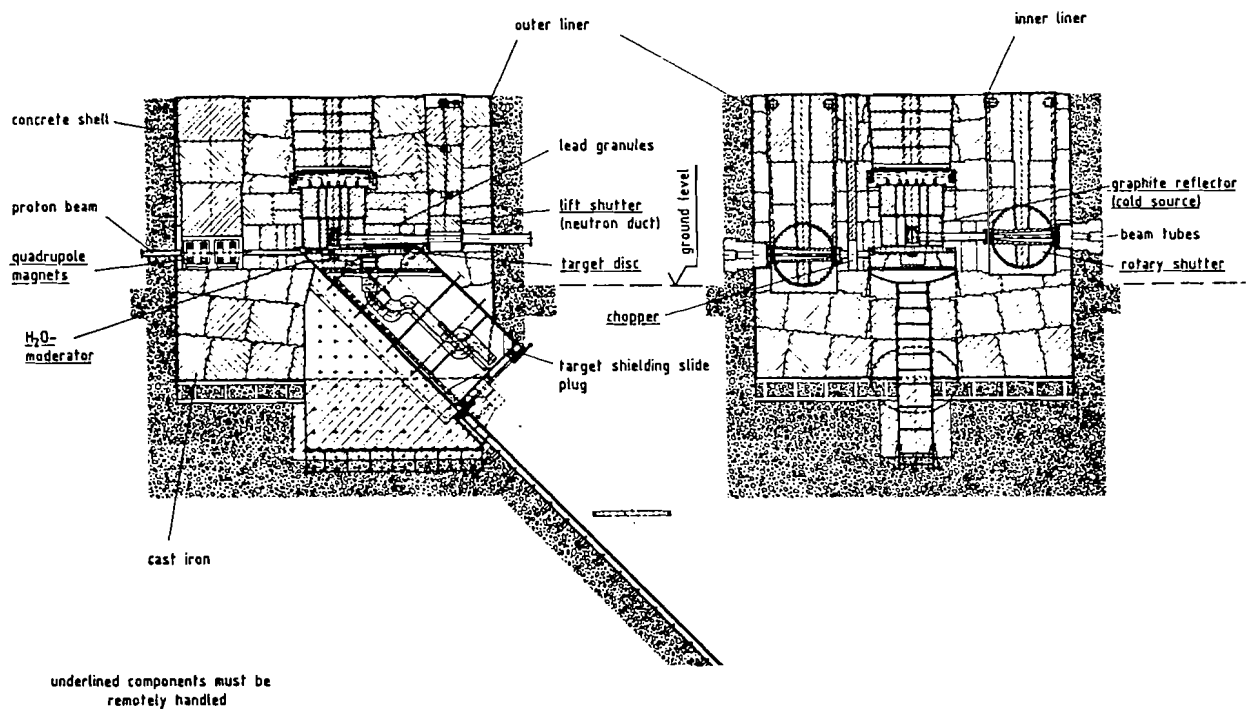 outer liner
inner liner
concrete shell
lead granules
ground level
proton beam
lift shutter
(neutron duct)
graphite reflector
(cold source)
beam tubes
quadrupole
magnets
target disc
rotary shutter
chopper
H₂O-
moderator
target shielding slide
plug
cast iron
underlined components must be
remotely handled